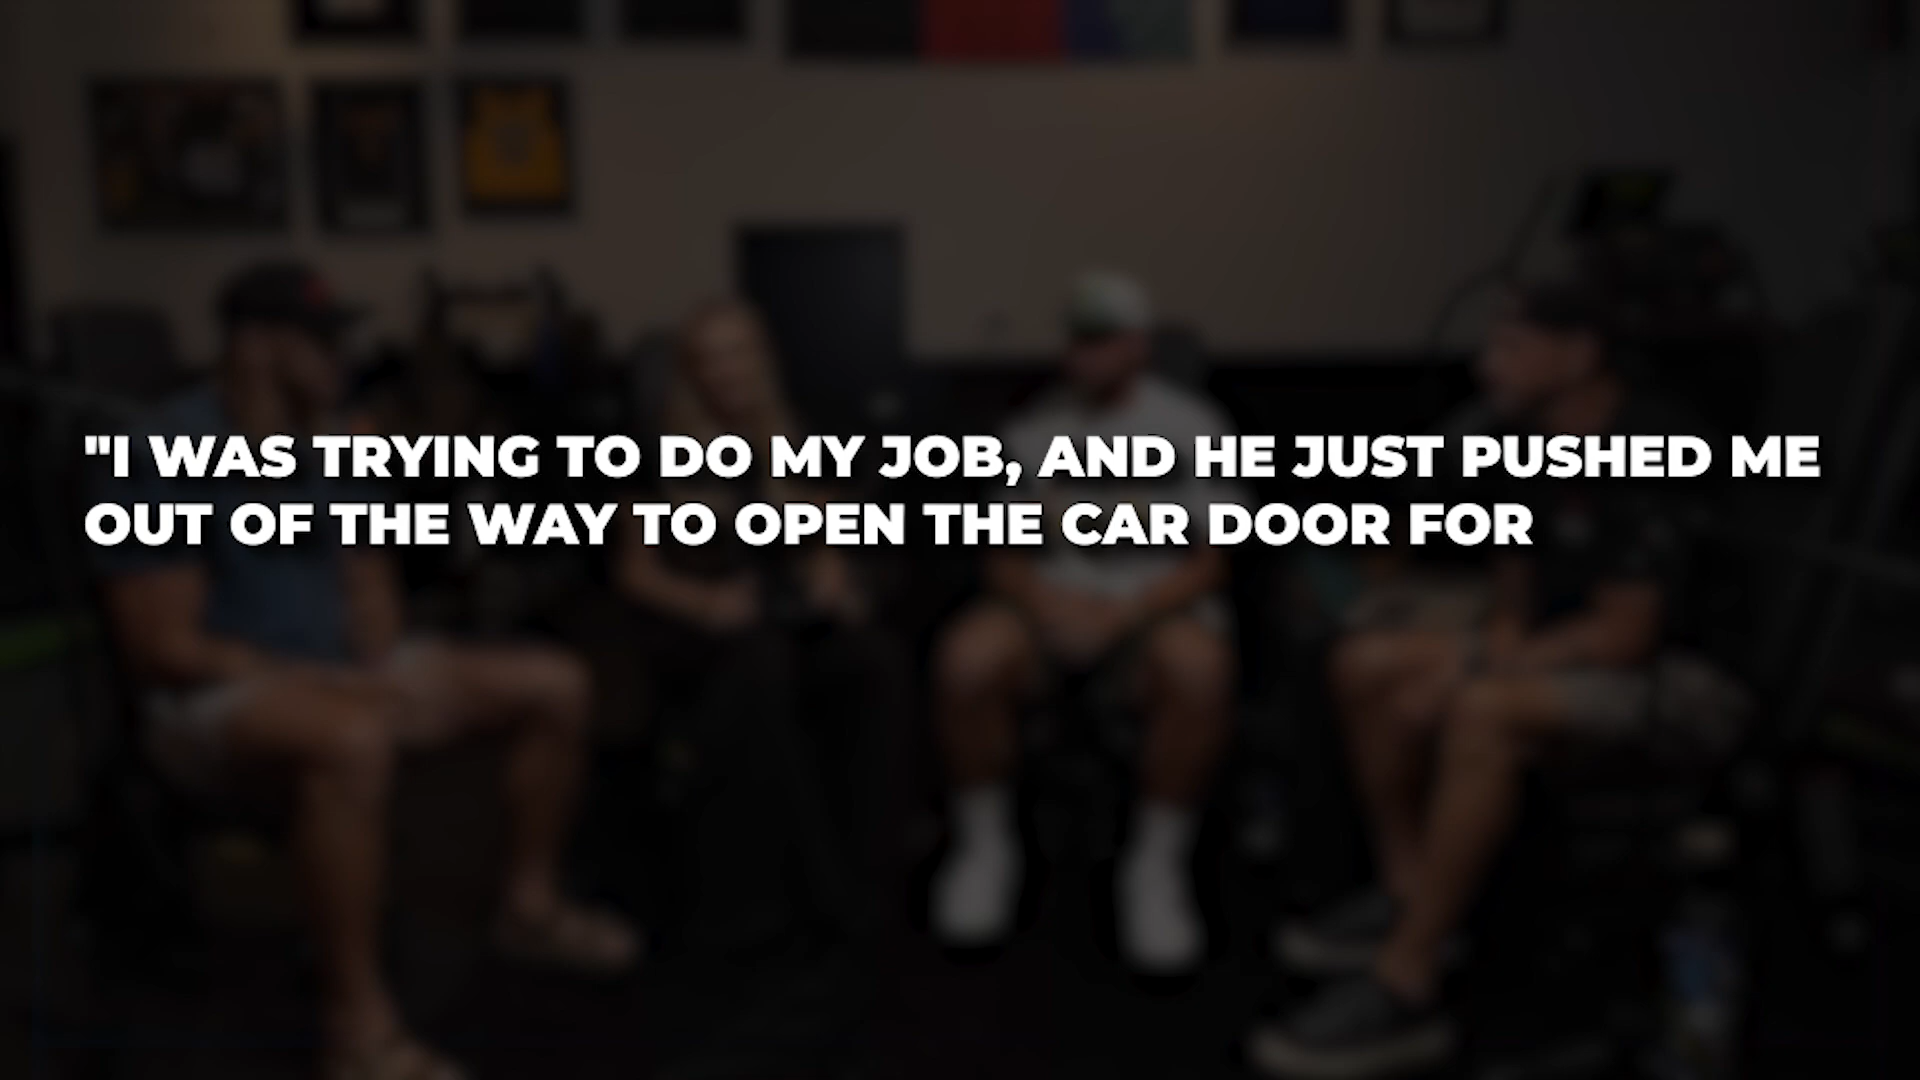 "I WAS TRYING TO DO MY JOB, AND HE JUST PUSHED ME
OUT OF THE WAY TO OPEN THE CAR DOOR FOR